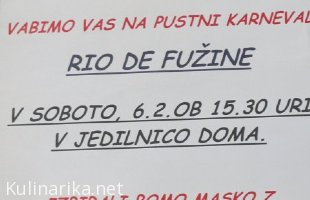 VABIMO VAS NA PUSTNI KARNEVAL
RIO DE FUŽINE
V SOBOTO, 6.2.OB 15.30 URI
V JEDILNICO DOMA.
Kulinarika.net